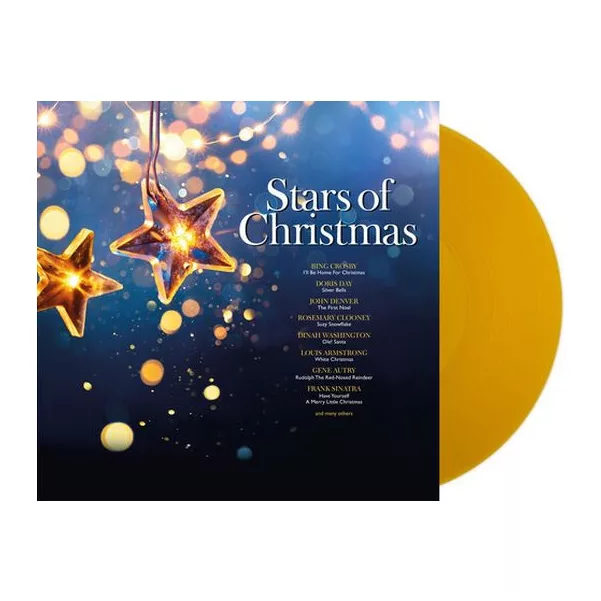 Stars of
Christmas
BING CROSBY
I'll Be Home For Christmas
DORIS DAY
Silver Bells
JOHN DENVER
The First Noel
ROSEMARY CLOONEY
Suzy Snowflake
DINAH WASHINGTON
Ole! Santa
LOUIS ARMSTRONG
White Christmas
GENE AUTRY
Rudolph The Red-Nosed Reindeer
FRANK SINATRA
Have Yourself
A Merry Little Christmas
and many others